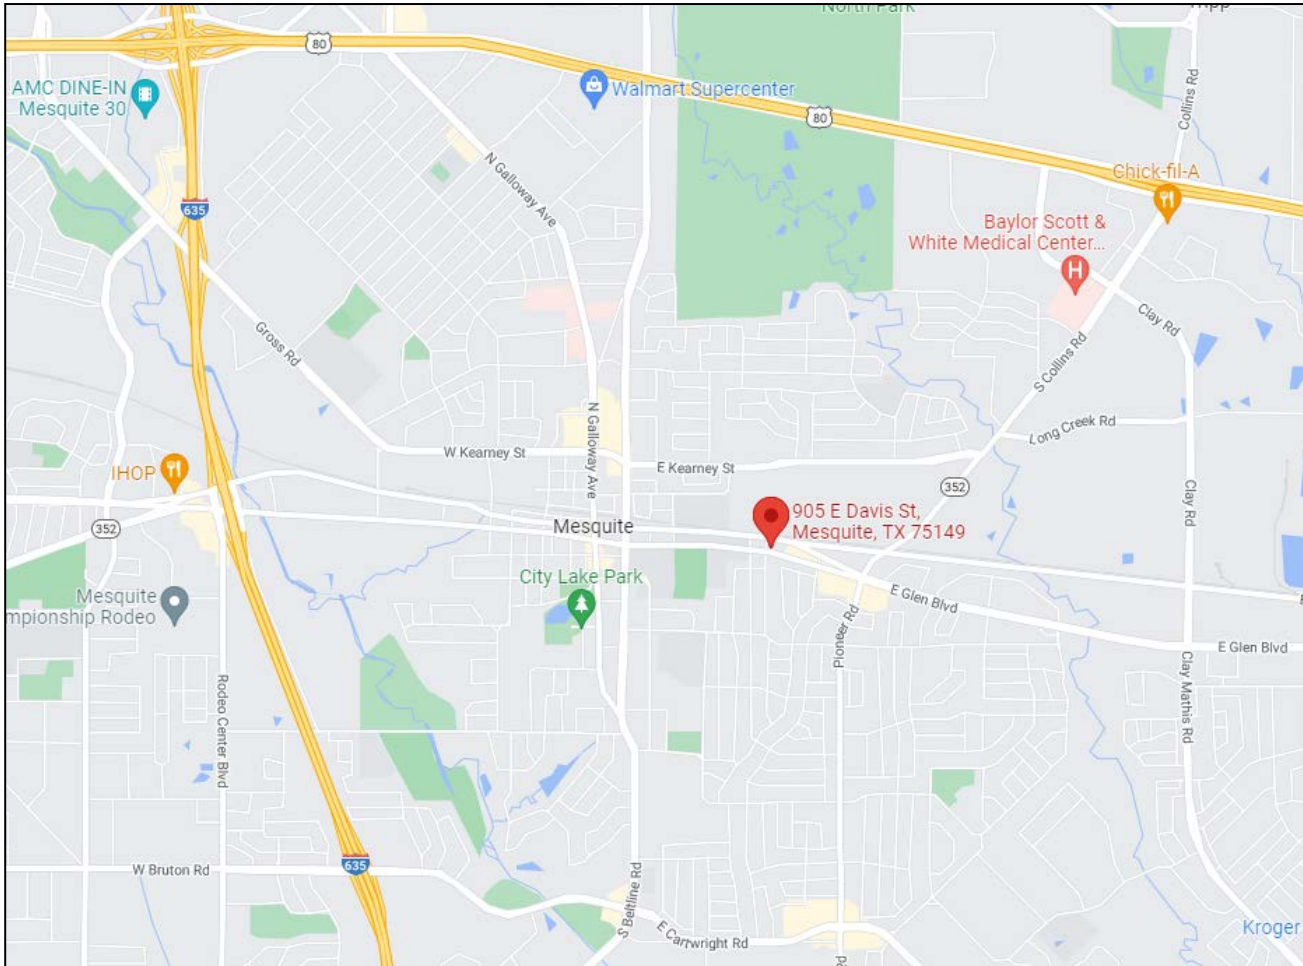 North Park
80
AMC DINE-IN
Mesquite 30
Walmart Supercenter
80
Collins Rd
N Galloway Ave
Chick-fil-A
635
Baylor Scott &
White Medical Center...
H
Clay Rd
Gross Rd
S Collins Rd
N Galloway Ave
Long Creek Rd
W Kearney St
E Kearney St
IHOP
352
Clay Rd
352
905 E Davis St,
Mesquite, TX 75149
Mesquite
City Lake Park
E Glen Blvd
Mesquite
mpionship Rodeo
Pioneer Rd
E Glen Blvd
Rodeo Center Blvd
Clay Mathis Rd
635
W Bruton Rd
S Beltline Rd
E Cartwright Rd
Kroger